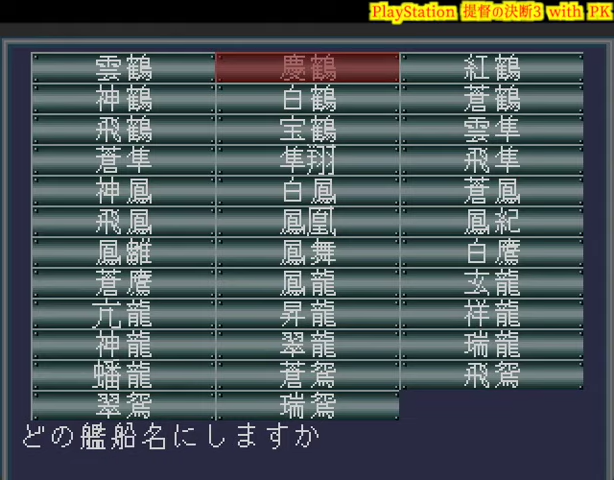 PlayStation 提督の決断3 with PK
雲鶴 慶鶴 紅鶴
神鶴 白鶴 蒼鶴
飛鶴 宝鶴 雲隼
蒼隼 隼翔 飛隼
神鳳 白鳳 蒼鳳
飛鳳 鳳凰 鳳紀
鳳雛 鳳舞 白鷹
蒼鷹 鳳龍 玄龍
亢龍 昇龍 祥龍
神龍 翠龍 瑞龍
蟠龍 蒼鴛 飛鴛
翠鴛 瑞鴛
どの艦船名にしますか